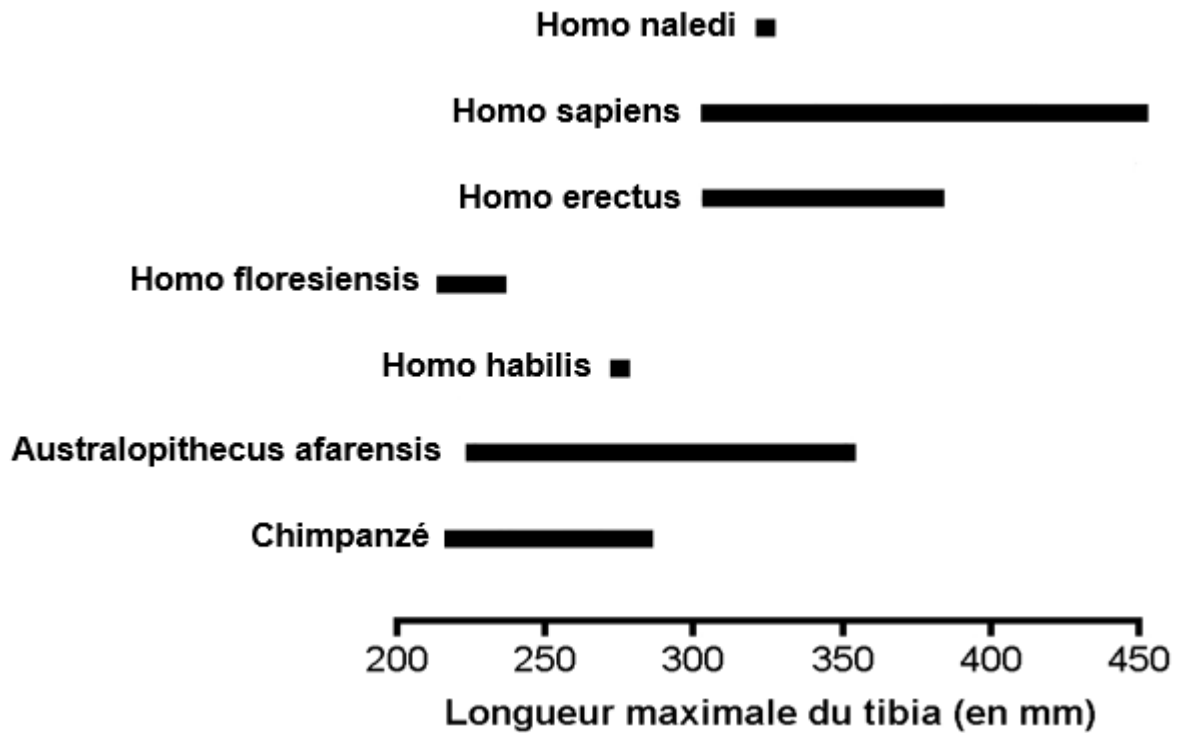 Homo naledi
Homo sapiens
Homo erectus
Homo floresiensis
Homo habilis
Australopithecus afarensis
Chimpanzé
200 250 300 350 400 450
Longueur maximale du tibia (en mm)